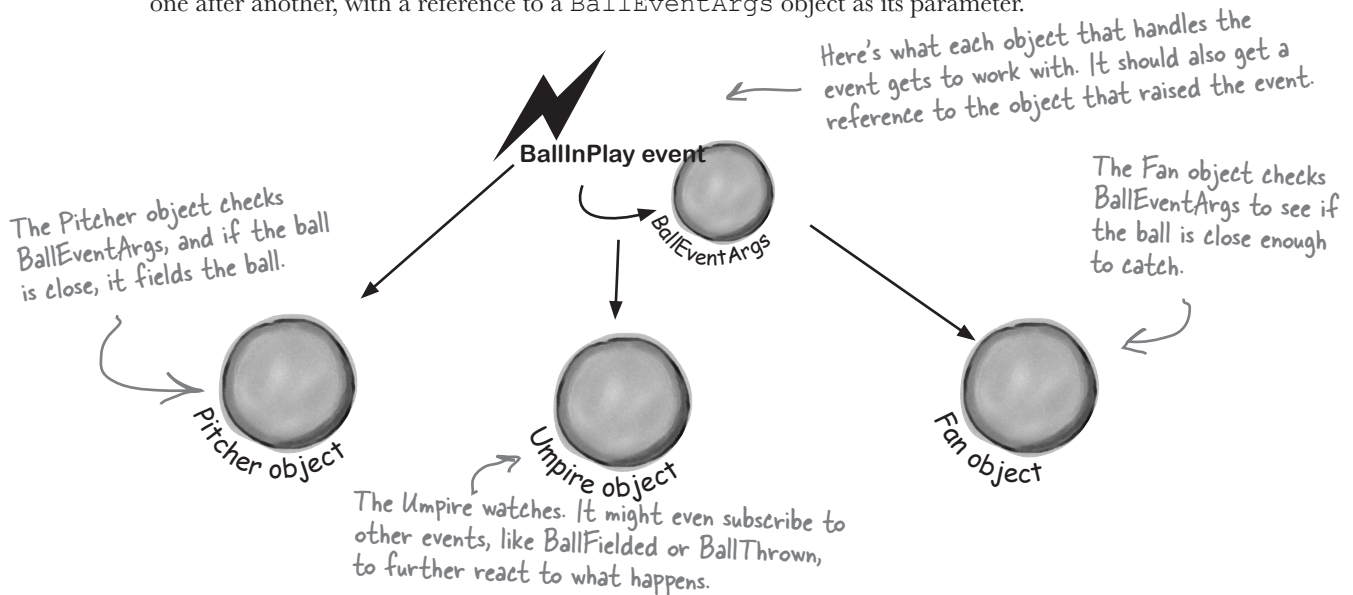 one after another, with a reference to a BallEventArgs object as its parameter.
Here's what each object that handles the
event gets to work with. It should also get a
reference to the object that raised the event.
BallInPlay event
BallEventArgs
The Fan object checks
BallEventArgs to see if
the ball is close enough
to catch.
The Pitcher object checks
BallEventArgs, and if the ball
is close, it fields the ball.
Pitcher object
Umpire object
Fan object
The Umpire watches. It might even subscribe to
other events, like BallFielded or BallThrown,
to further react to what happens.